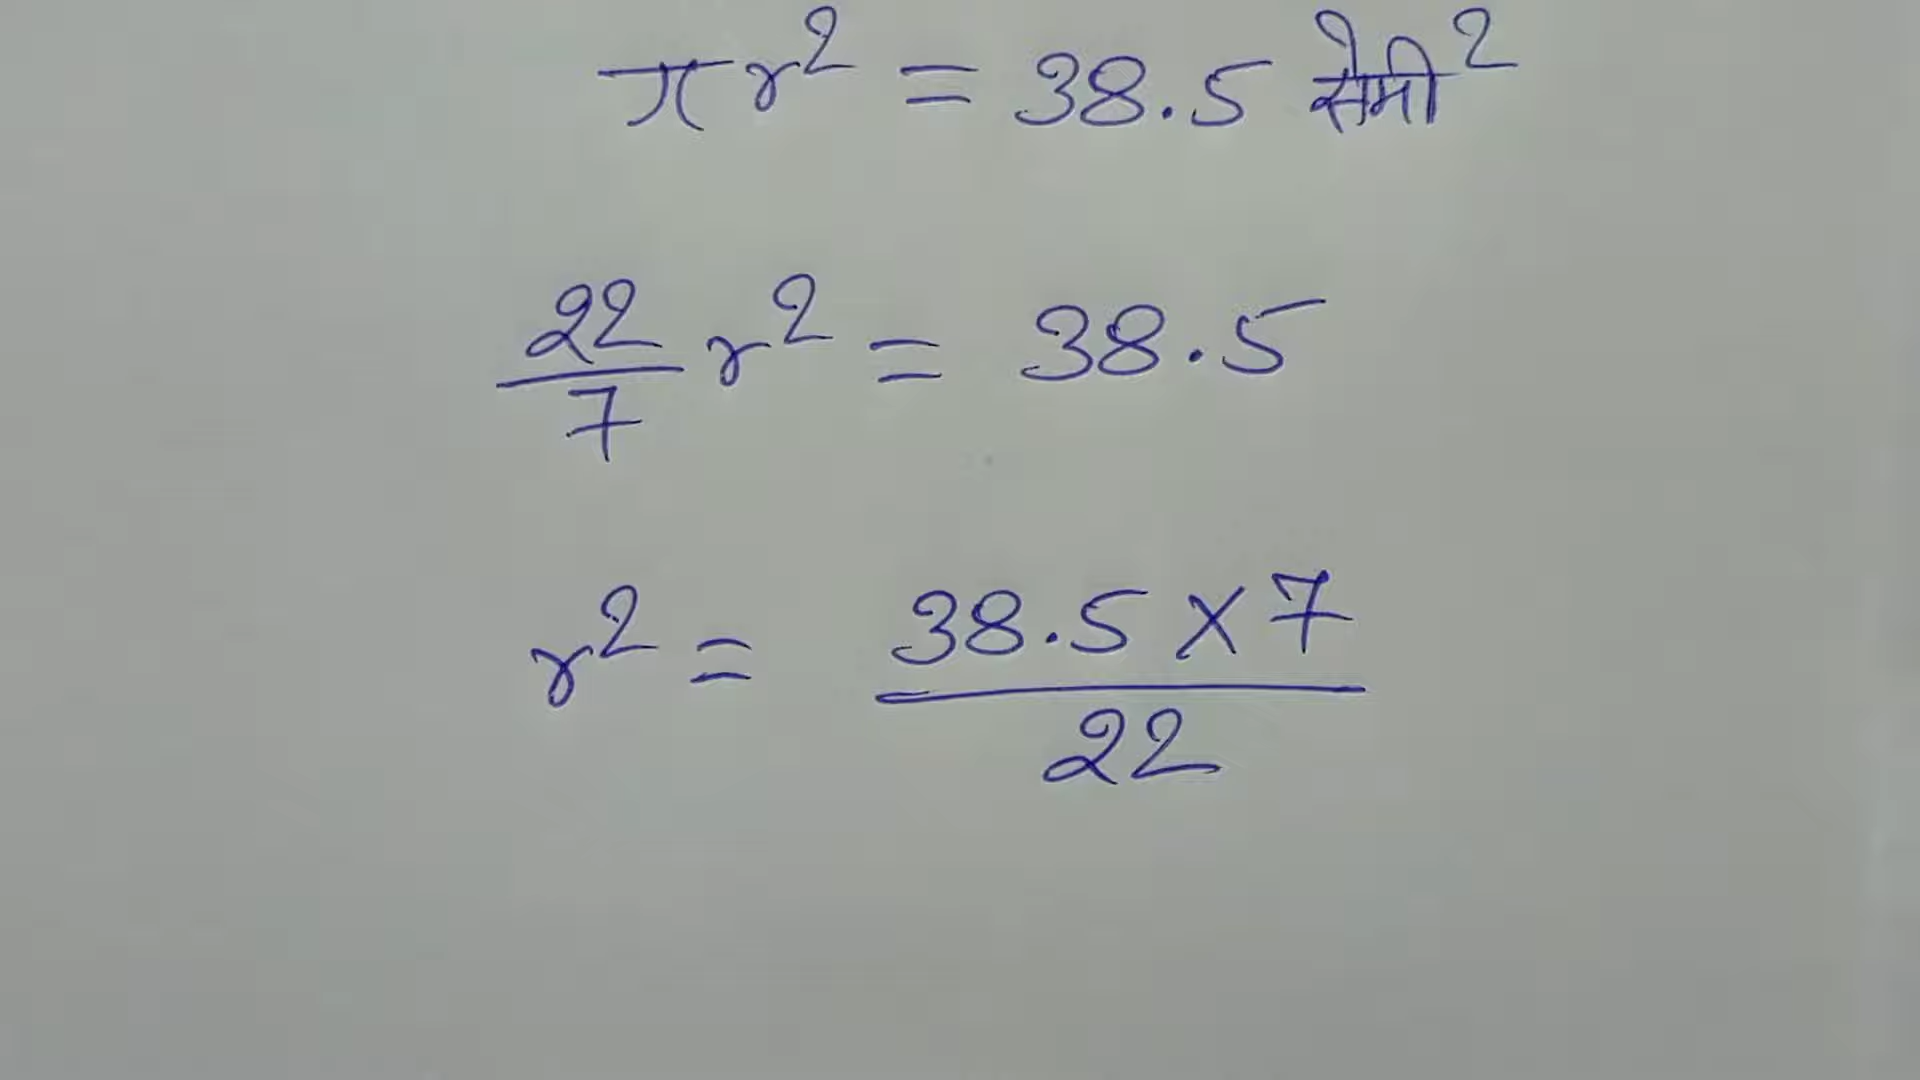 πr² = 38.5 सेमी²
22/7 r² = 38.5
r² = 38.5 × 7 / 22